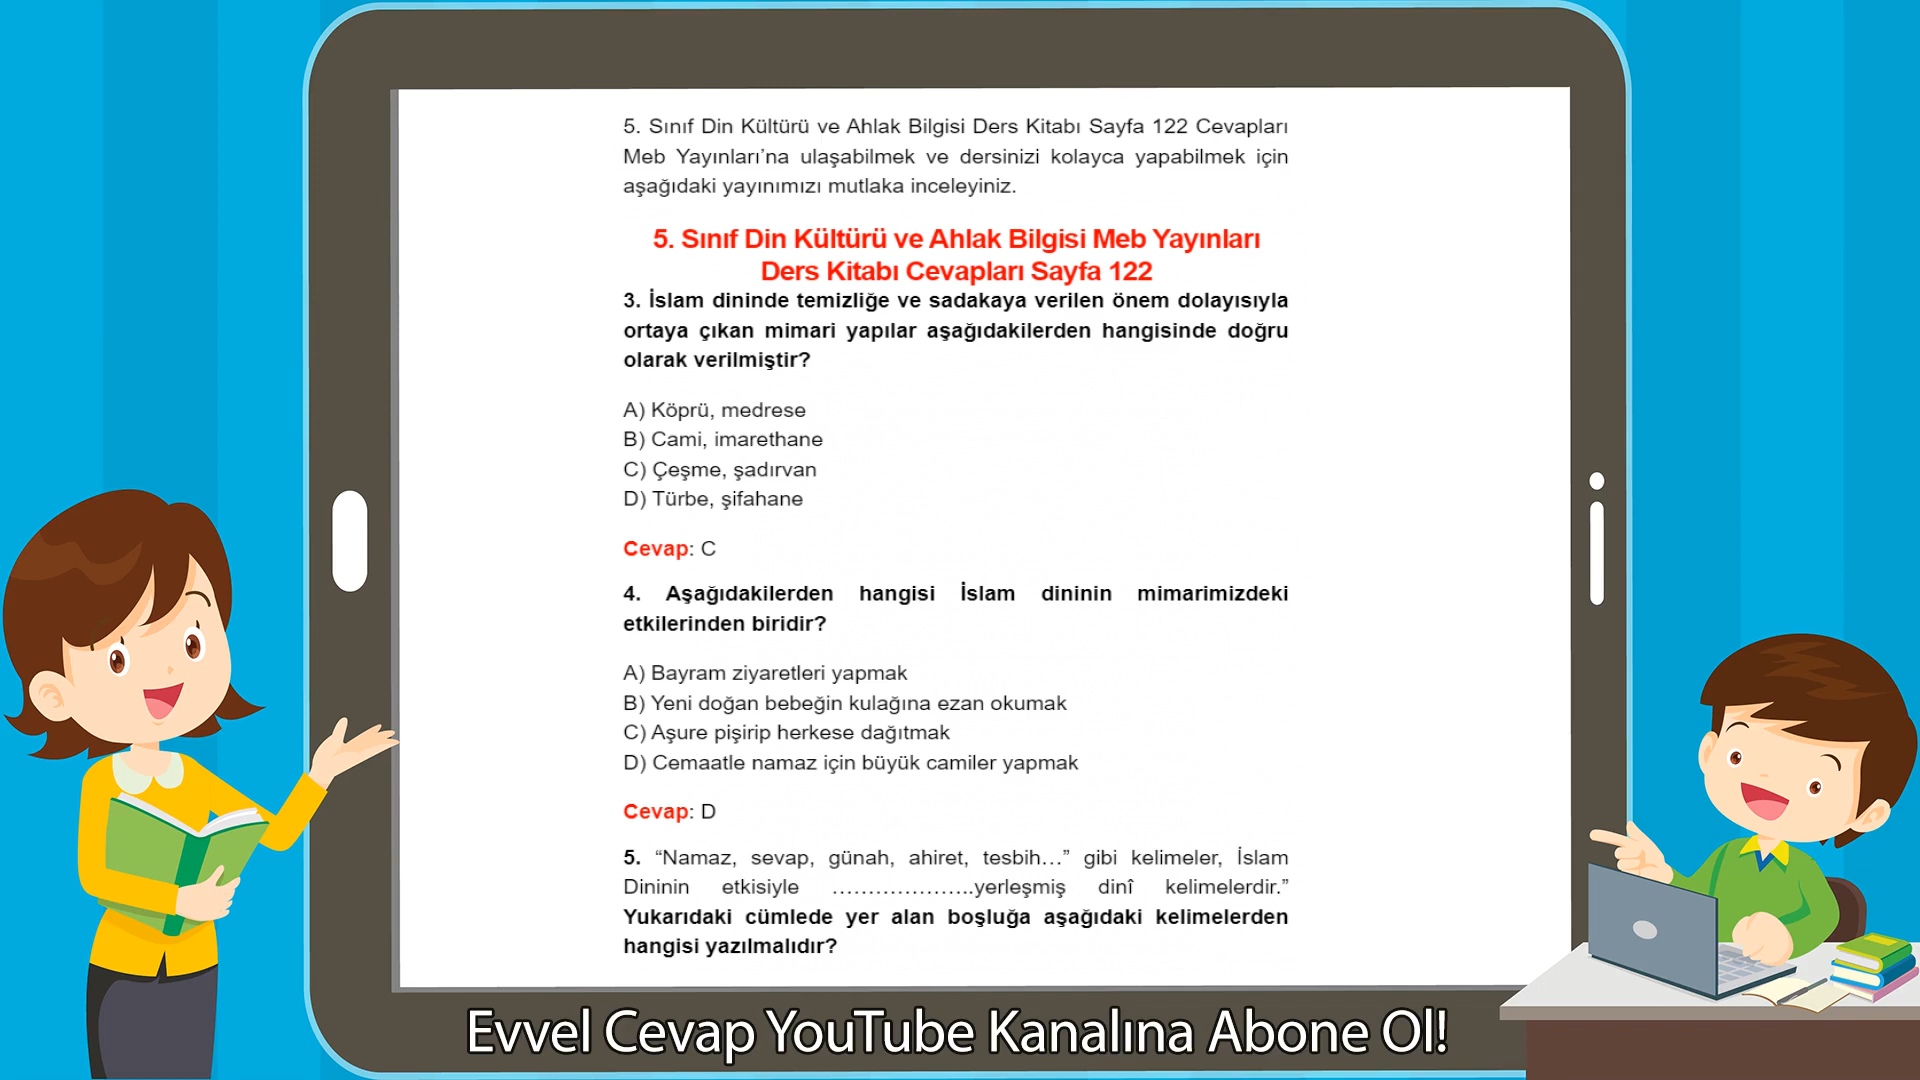 5. Sınıf Din Kültürü ve Ahlak Bilgisi Ders Kitabı Sayfa 122 Cevapları
Meb Yayınları’na ulaşabilmek ve dersinizi kolayca yapabilmek için
aşağıdaki yayınımızı mutlaka inceleyiniz.
5. Sınıf Din Kültürü ve Ahlak Bilgisi Meb Yayınları
Ders Kitabı Cevapları Sayfa 122
3. İslam dininde temizliğe ve sadakaya verilen önem dolayısıyla
ortaya çıkan mimari yapılar aşağıdakilerden hangisinde doğru
olarak verilmiştir?
A) Köprü, medrese
B) Cami, imarethane
C) Çeşme, şadırvan
D) Türbe, şifahane
Cevap: C
4. Aşağıdakilerden hangisi İslam dininin mimarimizdeki
etkilerinden biridir?
A) Bayram ziyaretleri yapmak
B) Yeni doğan bebeğin kulağına ezan okumak
C) Aşure pişirip herkese dağıtmak
D) Cemaatle namaz için büyük camiler yapmak
Cevap: D
5. “Namaz, sevap, günah, ahiret, tesbih…” gibi kelimeler, İslam
Dininin etkisiyle ………………..yerleşmiş dinî kelimelerdir.”
Yukarıdaki cümlede yer alan boşluğa aşağıdaki kelimelerden
hangisi yazılmalıdır?
Evvel Cevap YouTube Kanalına Abone Ol!